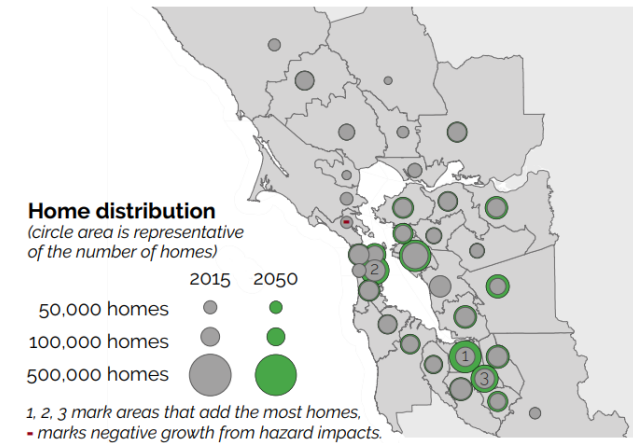 Home distribution
(circle area is representative
of the number of homes)
2015 2050
50,000 homes
100,000 homes
500,000 homes
1, 2, 3 mark areas that add the most homes,
- marks negative growth from hazard impacts.
2
1
3